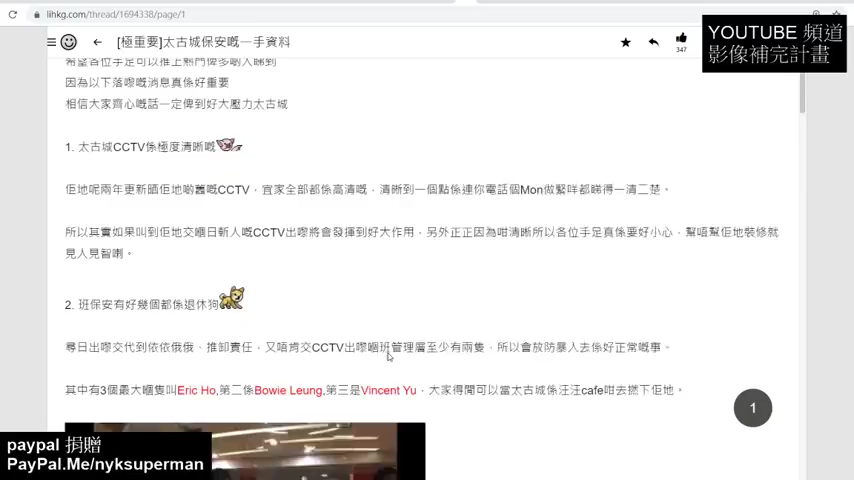 lihkg.com/thread/1694338/page/1
[極重要]太古城保安嘅一手資料
347
YOUTUBE 頻道
影像補完計畫
希望各位手足可以推上熱門俾多啲人睇到
因為以下落嚟嘅消息真係好重要
相信大家齊心嘅話一定俾到好大壓力太古城
1. 太古城CCTV係極度清晰嘅
佢地呢兩年更新晒佢地啲舊嘅CCTV，宜家全部都係高清嘅，清晰到一個點係連你電話個Mon做緊咩都睇得一清二楚。
所以其實如果叫到佢地交嗰日斬人嘅CCTV出嚟將會發揮到好大作用，另外正正因為咁清晰所以各位手足真係要好小心，幫唔幫佢地裝修就
見人見智喇。
2. 班保安有好幾個都係退休狗
尋日出嚟交代到依依俄俄、推卸責任，又唔肯交CCTV出嚟嗰班管理層至少有兩隻，所以會放防暴人去係好正常嘅事。
其中有3個最大嗰隻叫Eric Ho,第二係Bowie Leung,第三是Vincent Yu，大家得閒可以當太古城係汪汪cafe咁去撚下佢地。
1
paypal 捐贈
PayPal.Me/nyksuperman